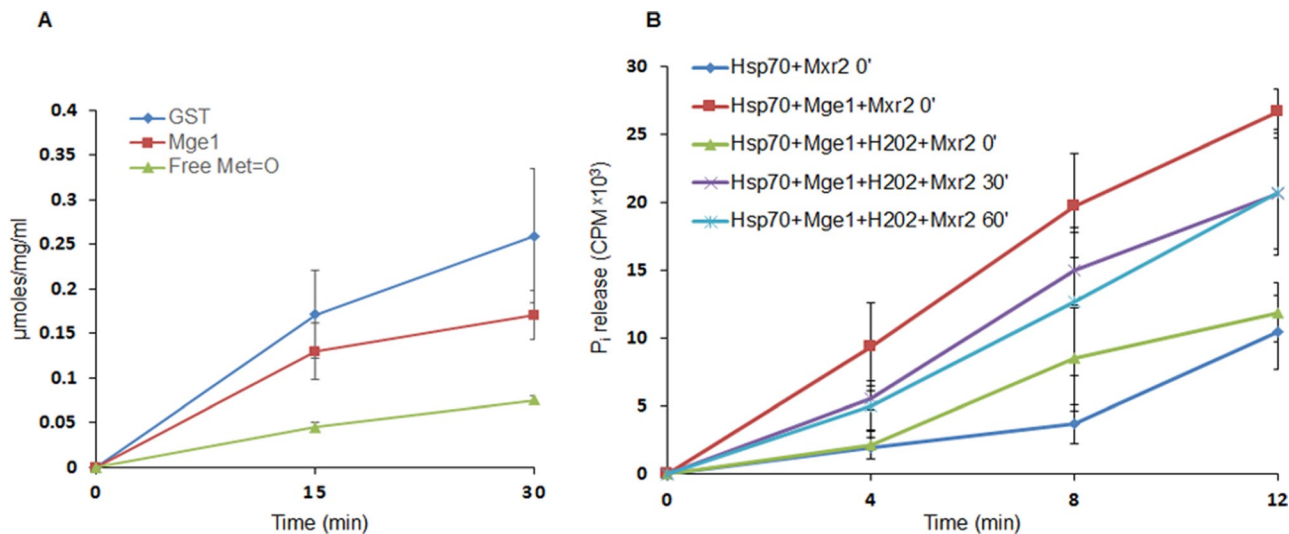 A
GST
Mge1
Free Met=O
0.4
0.35
0.3
0.25
0.2
0.15
0.1
0.05
0
0 15 30
µmoles/mg/ml
Time (min)
B
Hsp70+Mxr2 0'
Hsp70+Mge1+Mxr2 0'
Hsp70+Mge1+H202+Mxr2 0'
Hsp70+Mge1+H202+Mxr2 30'
Hsp70+Mge1+H202+Mxr2 60'
30
25
20
15
10
5
0
0 4 8 12
Pi release (CPM ×10³)
Time (min)